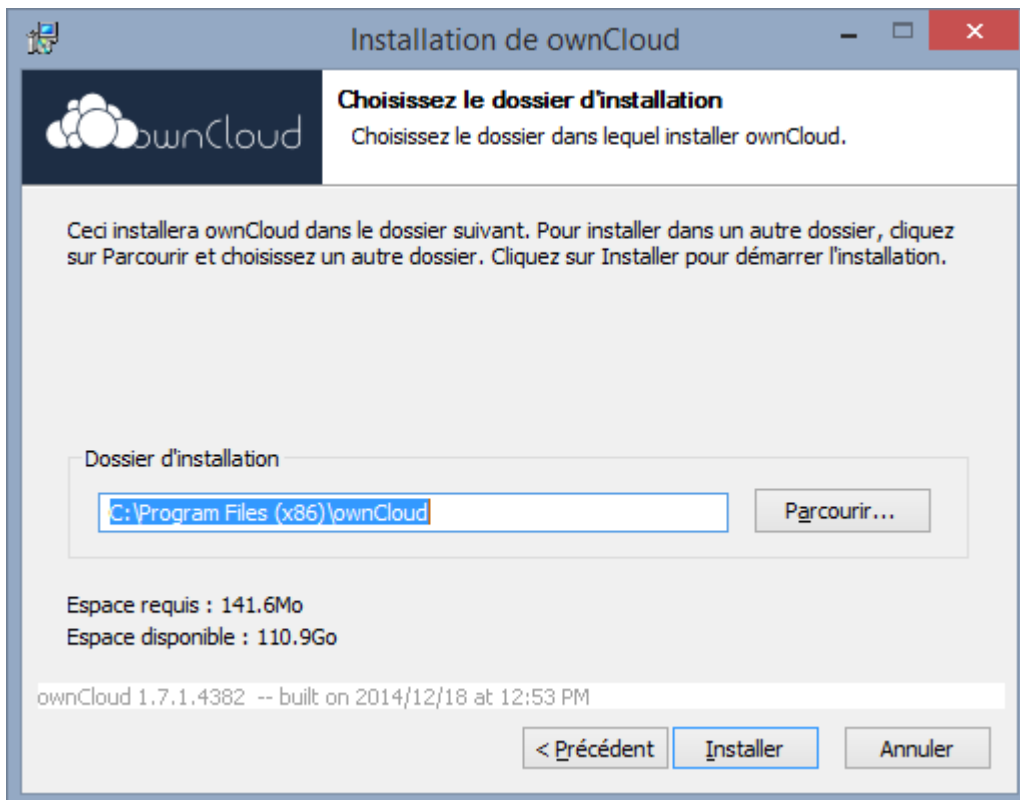 Installation de ownCloud
ownCloud
Choisissez le dossier d'installation
Choisissez le dossier dans lequel installer ownCloud.
Ceci installera ownCloud dans le dossier suivant. Pour installer dans un autre dossier, cliquez
sur Parcourir et choisissez un autre dossier. Cliquez sur Installer pour démarrer l'installation.
Dossier d'installation
C:\Program Files (x86)\ownCloud
Parcourir...
Espace requis : 141.6Mo
Espace disponible : 110.9Go
ownCloud 1.7.1.4382 -- built on 2014/12/18 at 12:53 PM
< Précédent
Installer
Annuler